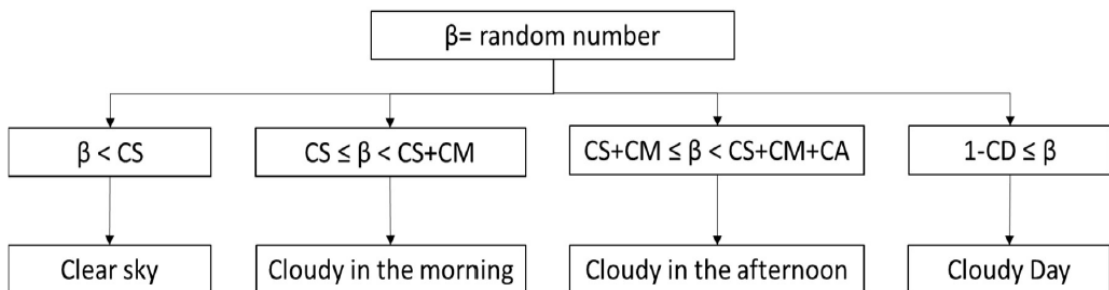 β= random number
β < CS
CS ≤ β < CS+CM
CS+CM ≤ β < CS+CM+CA
1-CD ≤ β
Clear sky
Cloudy in the morning
Cloudy in the afternoon
Cloudy Day